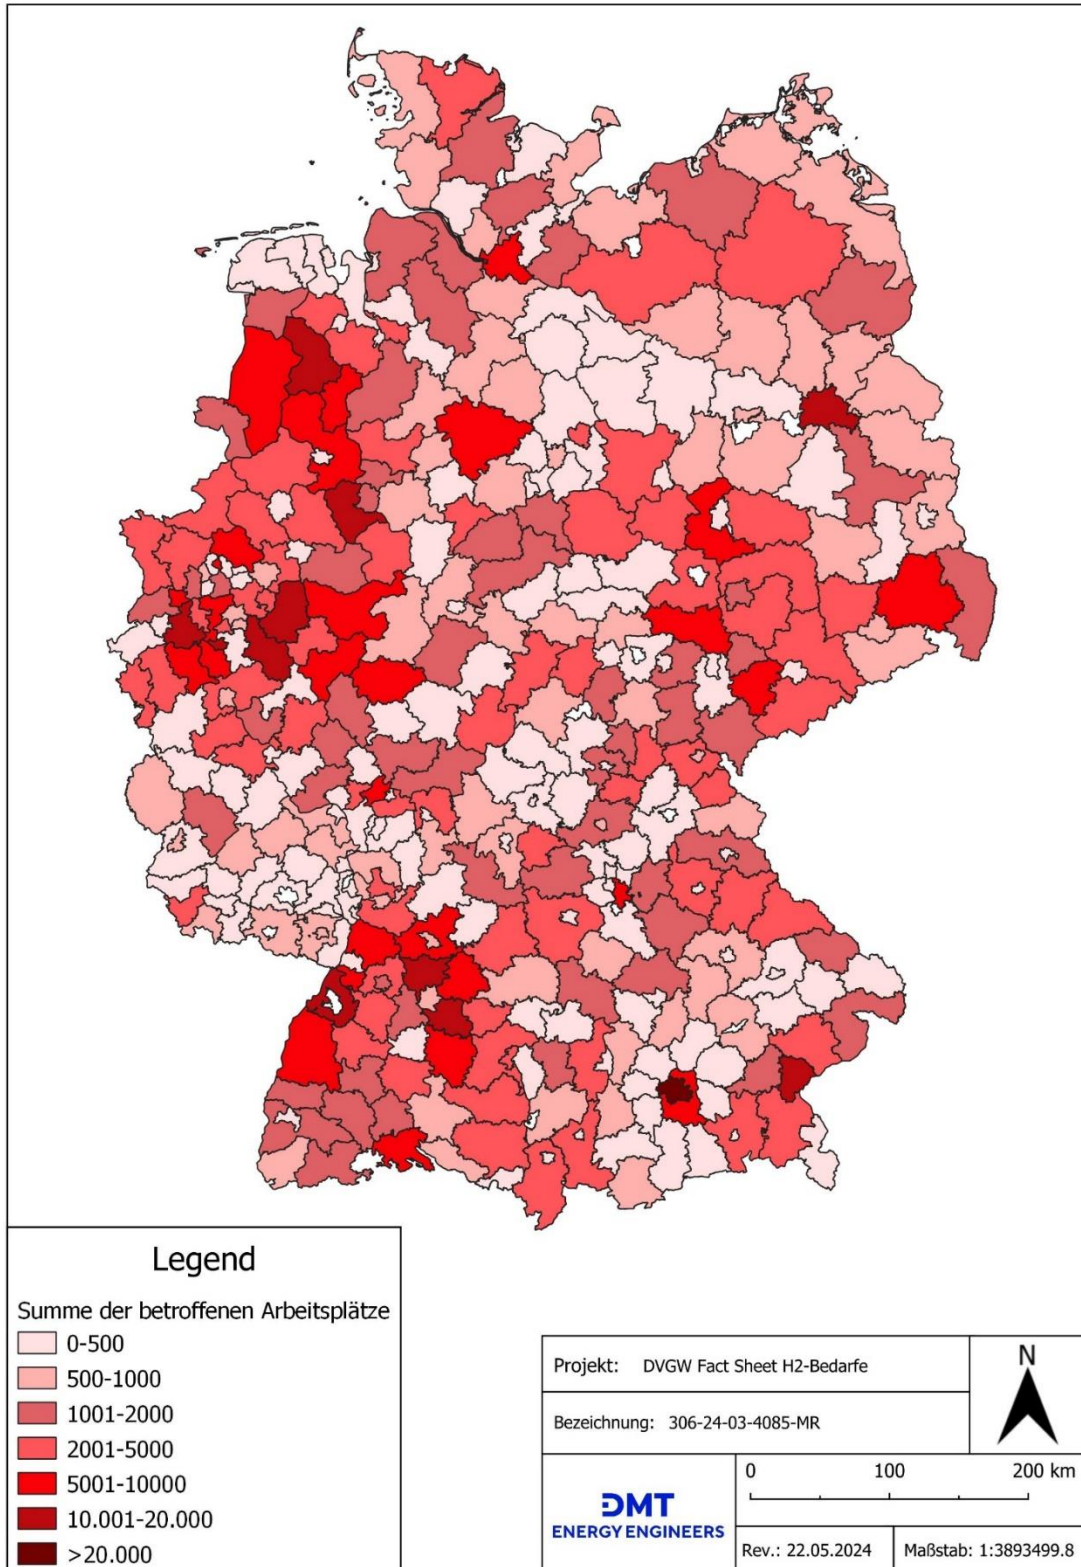 Legend
Summe der betroffenen Arbeitsplätze
0-500
500-1000
1001-2000
2001-5000
5001-10000
10.001-20.000
>20.000
Projekt: DVGW Fact Sheet H2-Bedarfe
N
Bezeichnung: 306-24-03-4085-MR
DMT
ENERGY ENGINEERS
0 100 200 km
Rev.: 22.05.2024
Maßstab: 1:3893499.8